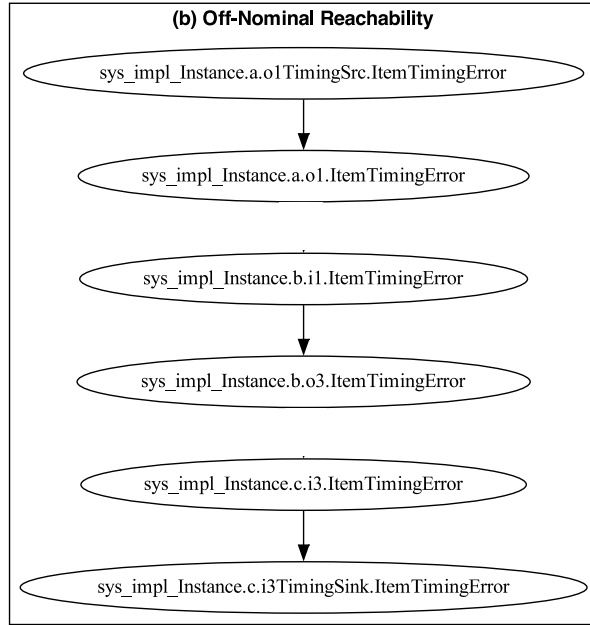 (b) Off-Nominal Reachability
sys_impl_Instance.a.o1TimingSrc.ItemTimingError
sys_impl_Instance.a.o1.ItemTimingError
sys_impl_Instance.b.i1.ItemTimingError
sys_impl_Instance.b.o3.ItemTimingError
sys_impl_Instance.c.i3.ItemTimingError
sys_impl_Instance.c.i3TimingSink.ItemTimingError